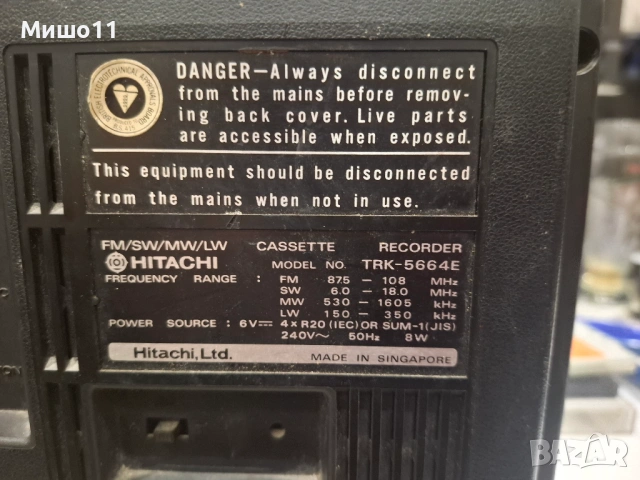 Мишо11
DANGER—Always disconnect
from the mains before remov-
ing back cover. Live parts
are accessible when exposed.
This equipment should be disconnected
from the mains when not in use.
FM/SW/MW/LW CASSETTE RECORDER
HITACHI MODEL NO. TRK-5664E
FREQUENCY RANGE : FM 87.5 - 108 MHz
SW 6.0 - 18.0 MHz
MW 530 - 1605 kHz
LW 150 - 350 kHz
POWER SOURCE : 6V⎓ 4xR20 (IEC) OR SUM-1 (JIS)
240V~ 50Hz 8W
Hitachi, Ltd. MADE IN SINGAPORE
ION
BAZAR